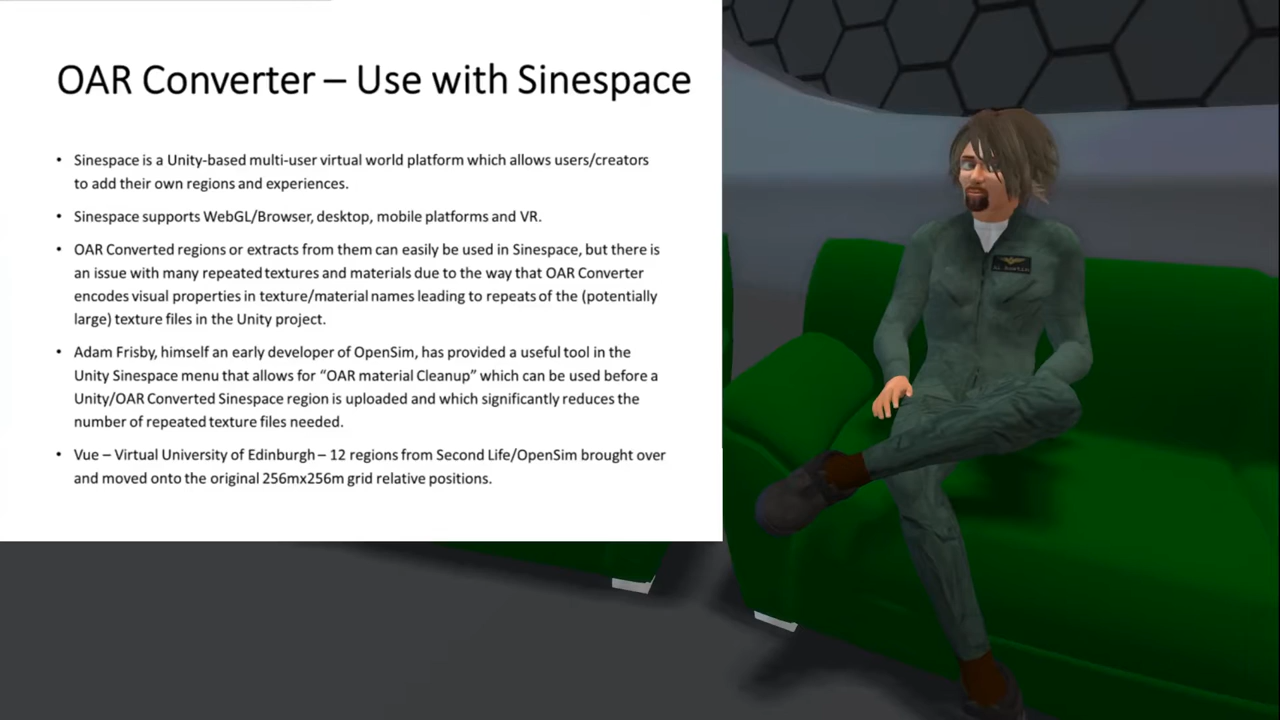 OAR Converter – Use with Sinespace
• Sinespace is a Unity-based multi-user virtual world platform which allows users/creators
to add their own regions and experiences.
• Sinespace supports WebGL/Browser, desktop, mobile platforms and VR.
• OAR Converted regions or extracts from them can easily be used in Sinespace, but there is
an issue with many repeated textures and materials due to the way that OAR Converter
encodes visual properties in texture/material names leading to repeats of the (potentially
large) texture files in the Unity project.
• Adam Frisby, himself an early developer of OpenSim, has provided a useful tool in the
Unity Sinespace menu that allows for “OAR material Cleanup” which can be used before a
Unity/OAR Converted Sinespace region is uploaded and which significantly reduces the
number of repeated texture files needed.
• Vue – Virtual University of Edinburgh – 12 regions from Second Life/OpenSim brought over
and moved onto the original 256mx256m grid relative positions.